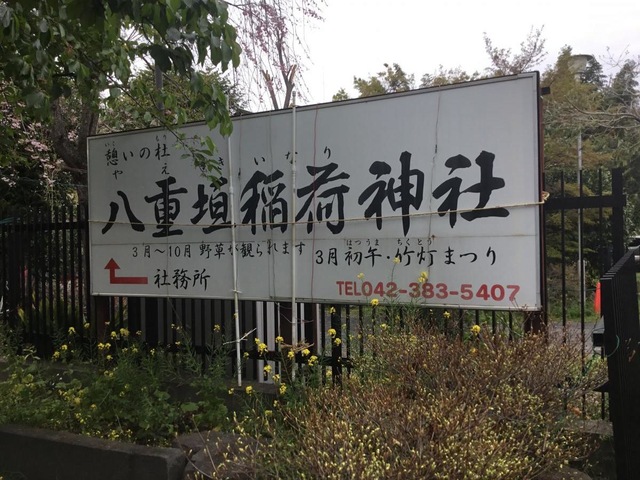 憩いの杜
八重垣稲荷神社
3月~10月 野草が観られます
3月 初午・竹灯まつり
社務所
TEL042-383-5407